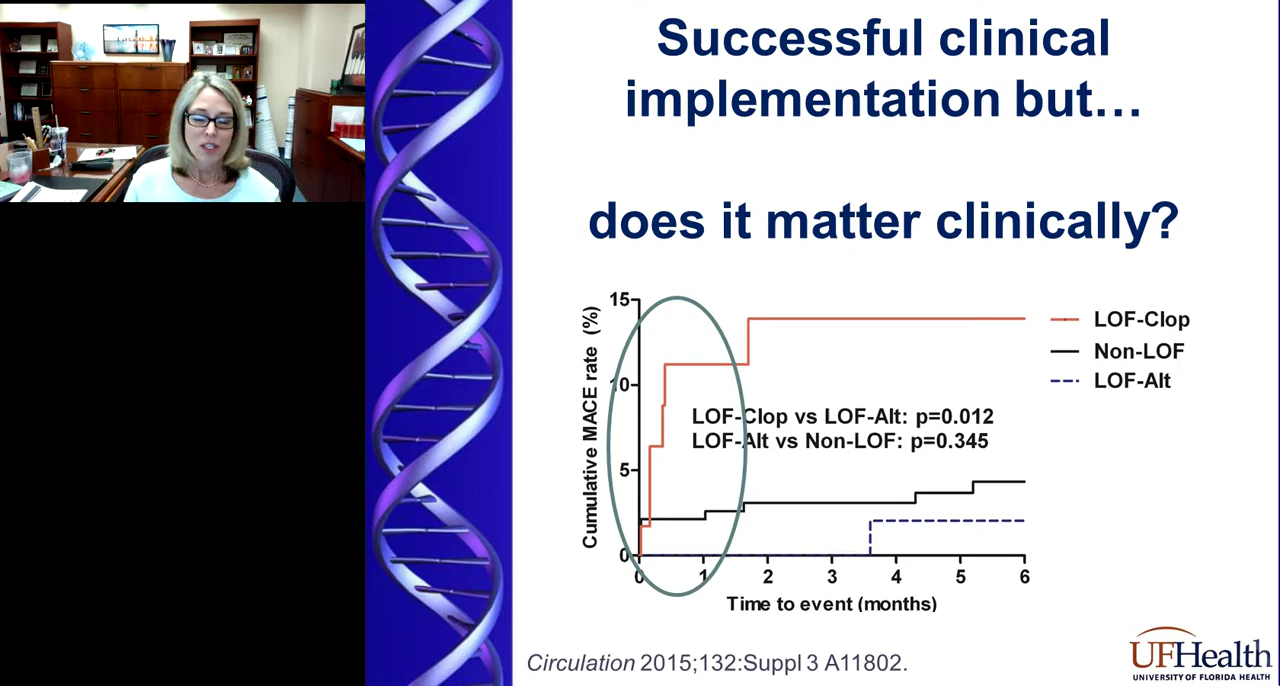 Successful clinical
implementation but…
does it matter clinically?
15
10
5
0
Cumulative MACE rate (%)
LOF-Clop
Non-LOF
LOF-Alt
LOF-Clop vs LOF-Alt: p=0.012
LOF-Alt vs Non-LOF: p=0.345
0 1 2 3 4 5 6
Time to event (months)
Circulation 2015;132:Suppl 3 A11802.
UFHealth
UNIVERSITY OF FLORIDA HEALTH